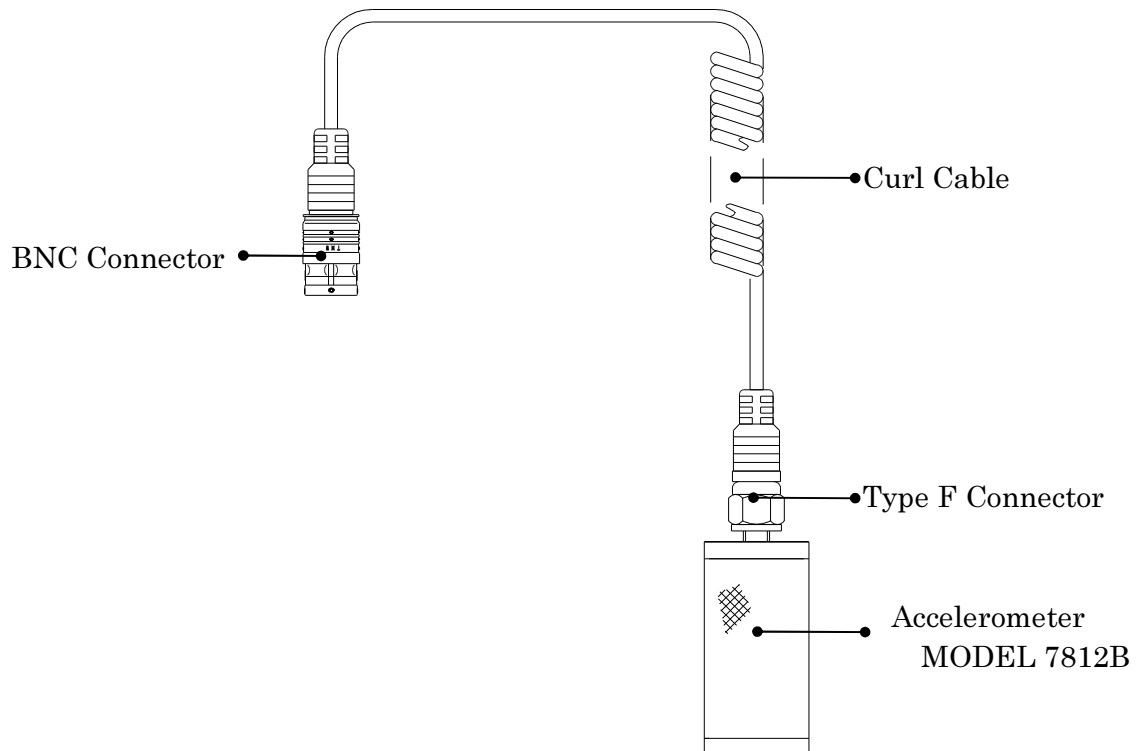 Curl Cable
BNC Connector
Type F Connector
Accelerometer
MODEL 7812B